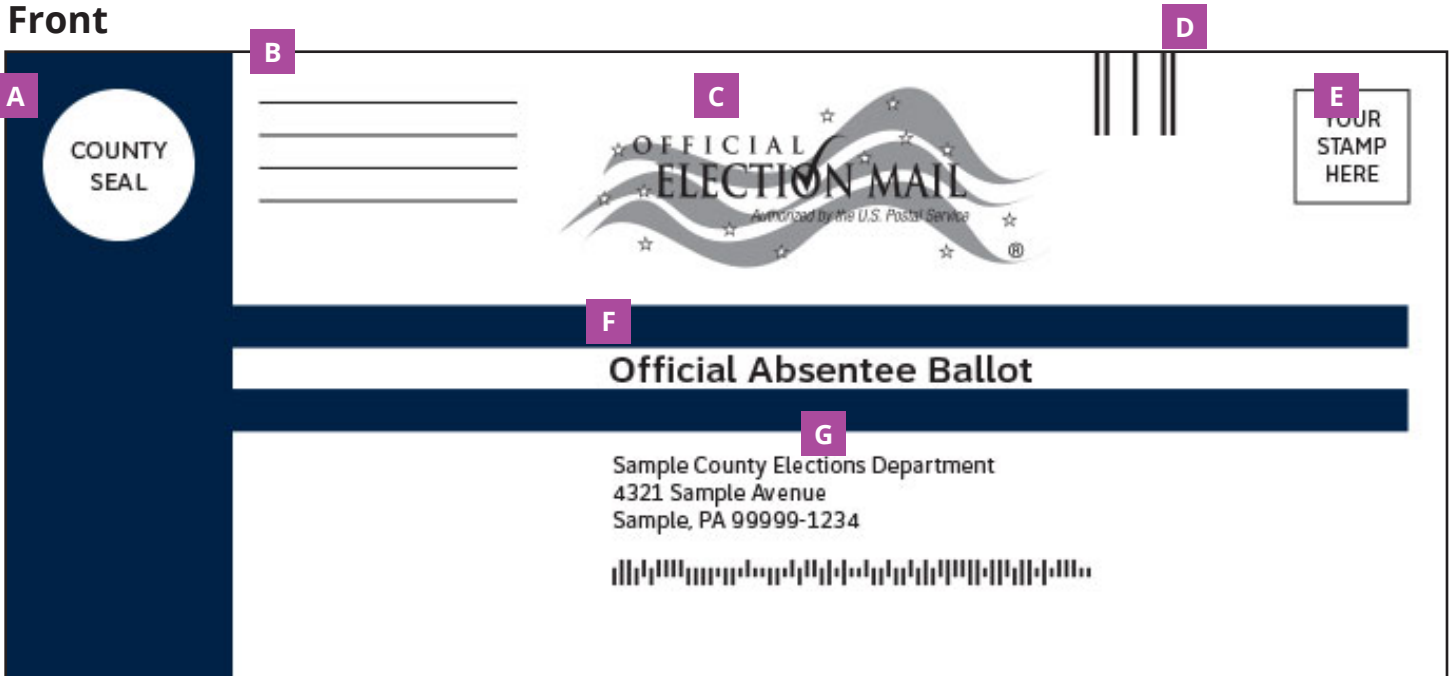 Front
A
B
C
D
E
COUNTY
SEAL
OFFICIAL
ELECTION MAIL
Authorized by the U.S. Postal Service
®
YOUR
STAMP
HERE
F
Official Absentee Ballot
G
Sample County Elections Department
4321 Sample Avenue
Sample, PA 99999-1234